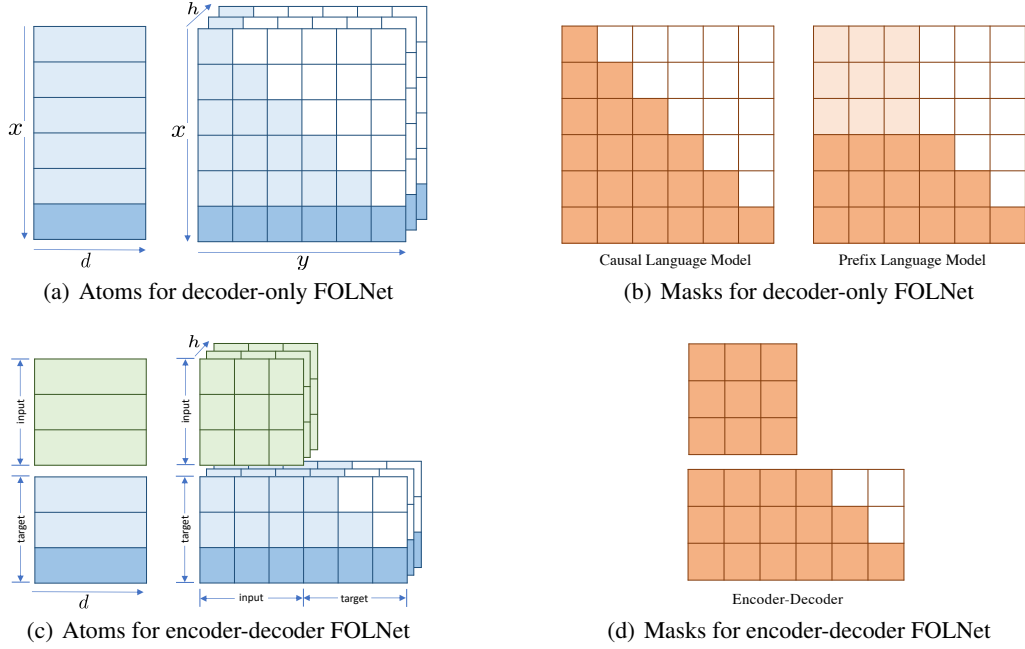 h
x
x
d
y
(a) Atoms for decoder-only FOLNet
Causal Language Model
Prefix Language Model
(b) Masks for decoder-only FOLNet
h
input
input
target
target
d
input
target
(c) Atoms for encoder-decoder FOLNet
Encoder-Decoder
(d) Masks for encoder-decoder FOLNet